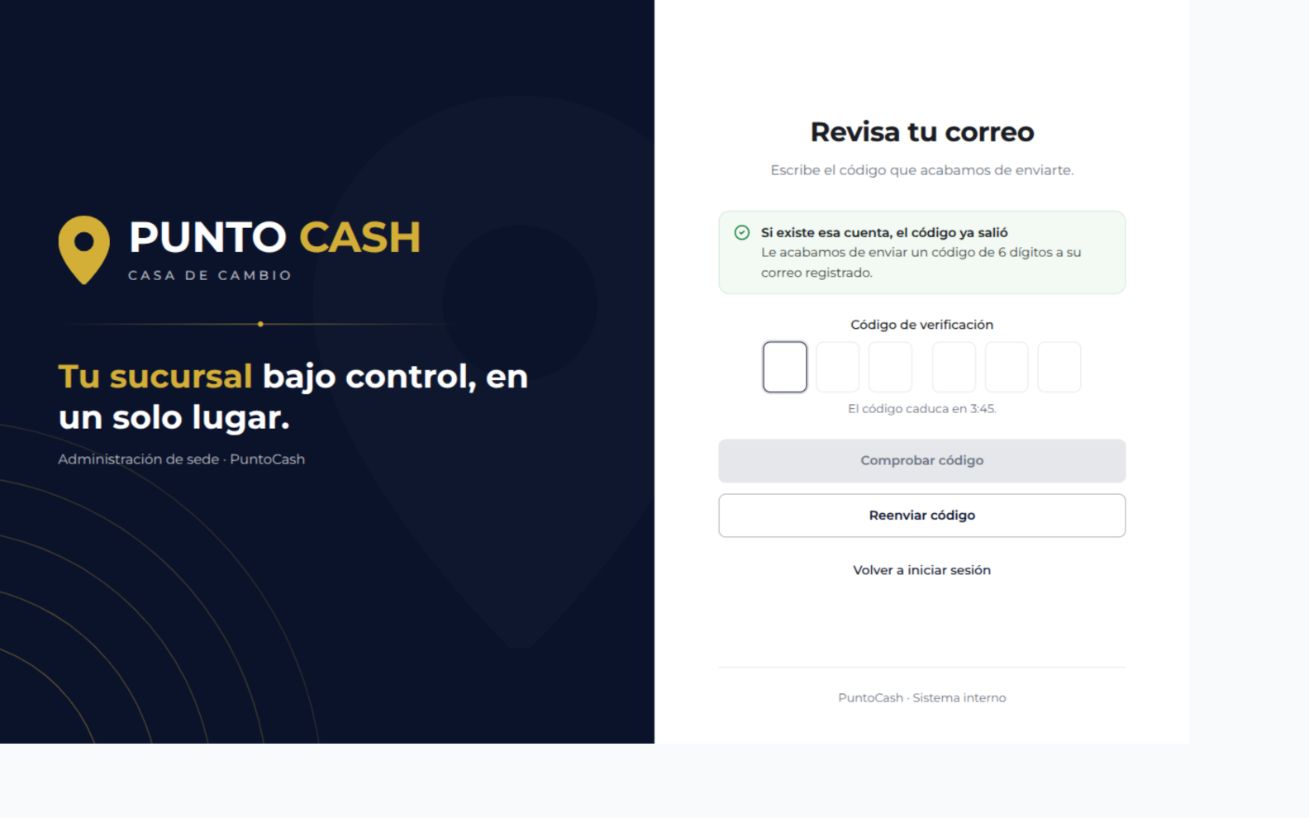 PUNTO CASH
CASA DE CAMBIO
Tu sucursal bajo control, en
un solo lugar.
Administración de sede · PuntoCash
Revisa tu correo
Escribe el código que acabamos de enviarte.
Si existe esa cuenta, el código ya salió
Le acabamos de enviar un código de 6 dígitos a su
correo registrado.
Código de verificación
El código caduca en 3:45.
Comprobar código
Reenviar código
Volver a iniciar sesión
PuntoCash · Sistema interno